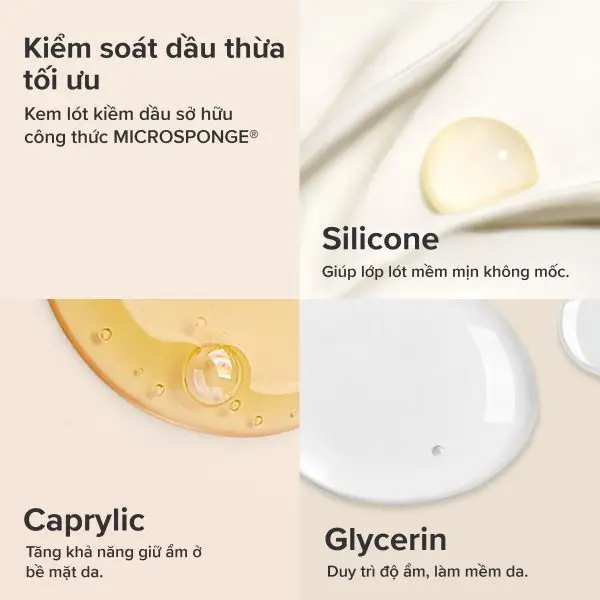 Kiểm soát dầu thừa
tối ưu
Kem lót kiềm dầu sở hữu
công thức MICROSPONGE®
Silicone
Giúp lớp lót mềm mịn không mốc.
Caprylic
Tăng khả năng giữ ẩm ở
bề mặt da.
Glycerin
Duy trì độ ẩm, làm mềm da.